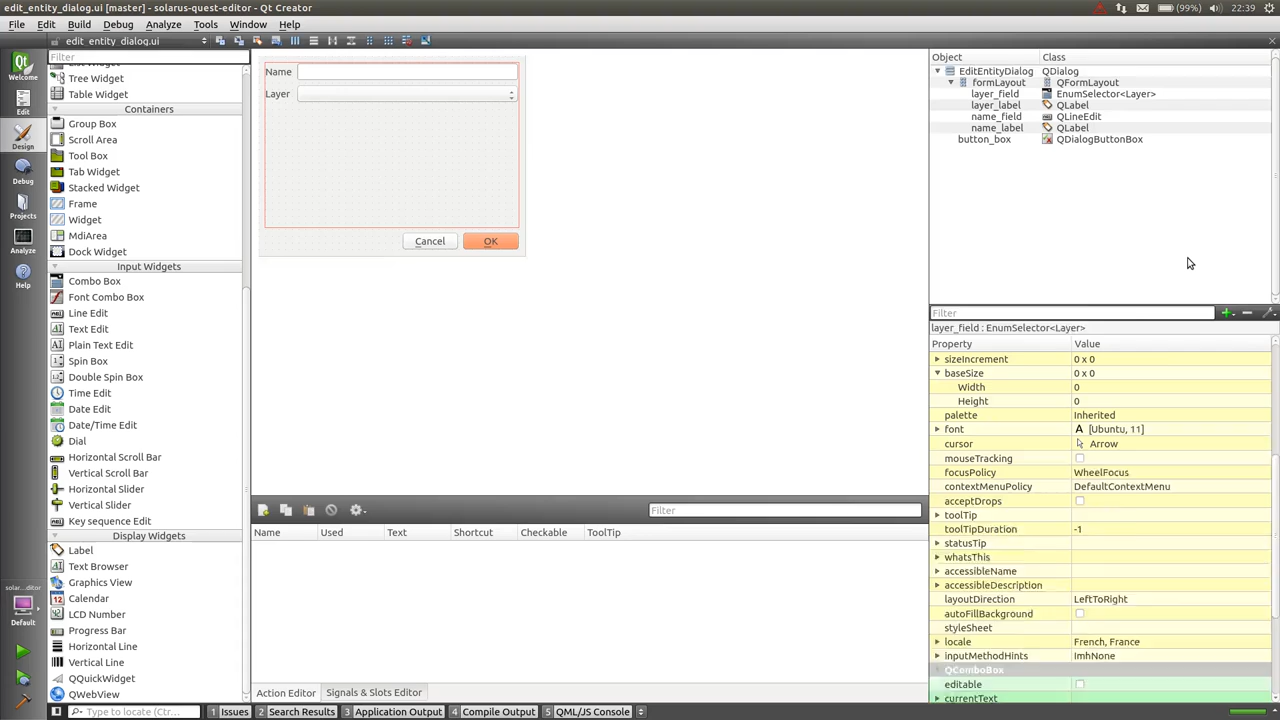 edit_entity_dialog.ui [master] - solarus-quest-editor - Qt Creator
(99%)
22:39
File Edit Build Debug Analyze Tools Window Help
edit_entity_dialog.ui
Welcome
Edit
Design
Debug
Projects
Analyze
Help
Default
Filter
Tree Widget
Table Widget
Containers
Group Box
Scroll Area
Tool Box
Tab Widget
Stacked Widget
Frame
Widget
MdiArea
Dock Widget
Input Widgets
Combo Box
Font Combo Box
Line Edit
Text Edit
Plain Text Edit
Spin Box
Double Spin Box
Time Edit
Date Edit
Date/Time Edit
Dial
Horizontal Scroll Bar
Vertical Scroll Bar
Horizontal Slider
Vertical Slider
Key sequence Edit
Display Widgets
Label
Text Browser
Graphics View
Calendar
LCD Number
Progress Bar
Horizontal Line
Vertical Line
QQuickWidget
QWebView
Name
Layer
Cancel OK
Filter
Name Used Text Shortcut Checkable ToolTip
Action Editor Signals & Slots Editor
Object Class
EditEntityDialog QDialog
formLayout QFormLayout
layer_field EnumSelector<Layer>
layer_label QLabel
name_field QLineEdit
name_label QLabel
button_box QDialogButtonBox
Filter
layer_field : EnumSelector<Layer>
Property Value
sizeIncrement 0 x 0
baseSize 0 x 0
Width 0
Height 0
palette Inherited
font A [Ubuntu, 11]
cursor Arrow
mouseTracking
focusPolicy WheelFocus
contextMenuPolicy DefaultContextMenu
acceptDrops
toolTip
toolTipDuration -1
statusTip
whatsThis
accessibleName
accessibleDescription
layoutDirection LeftToRight
autoFillBackground
styleSheet
locale French, France
inputMethodHints ImhNone
QComboBox
editable
currentText
Type to locate (Ctrl+...
1 Issues 2 Search Results 3 Application Output 4 Compile Output 5 QML/JS Console